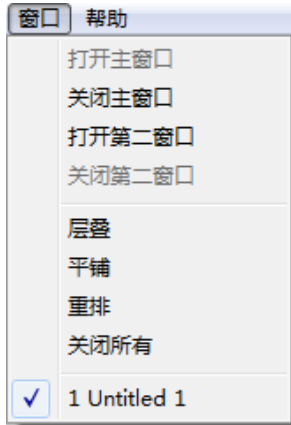 窗口 帮助
打开主窗口
关闭主窗口
打开第二窗口
关闭第二窗口
层叠
平铺
重排
关闭所有
✓ 1 Untitled 1